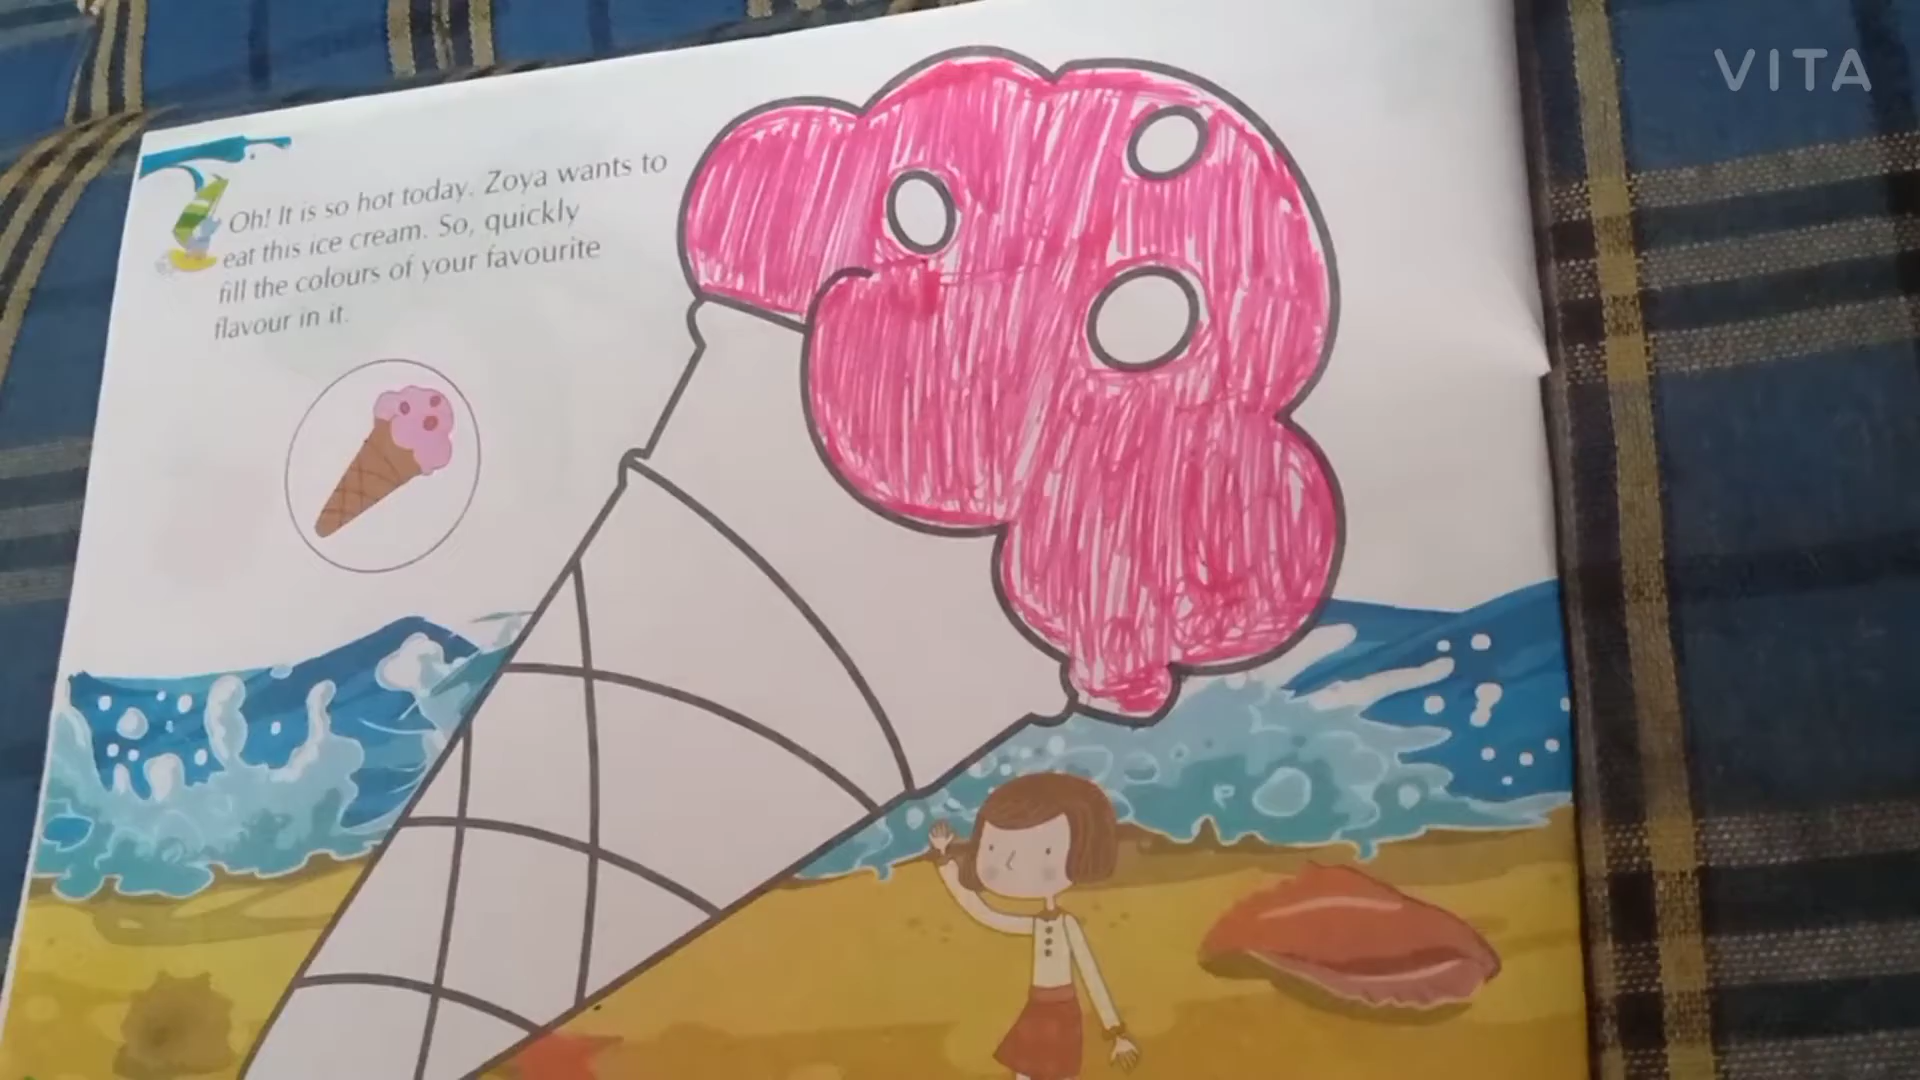 VITA
Oh! It is so hot today. Zoya wants to
eat this ice cream. So, quickly
fill the colours of your favourite
flavour in it.